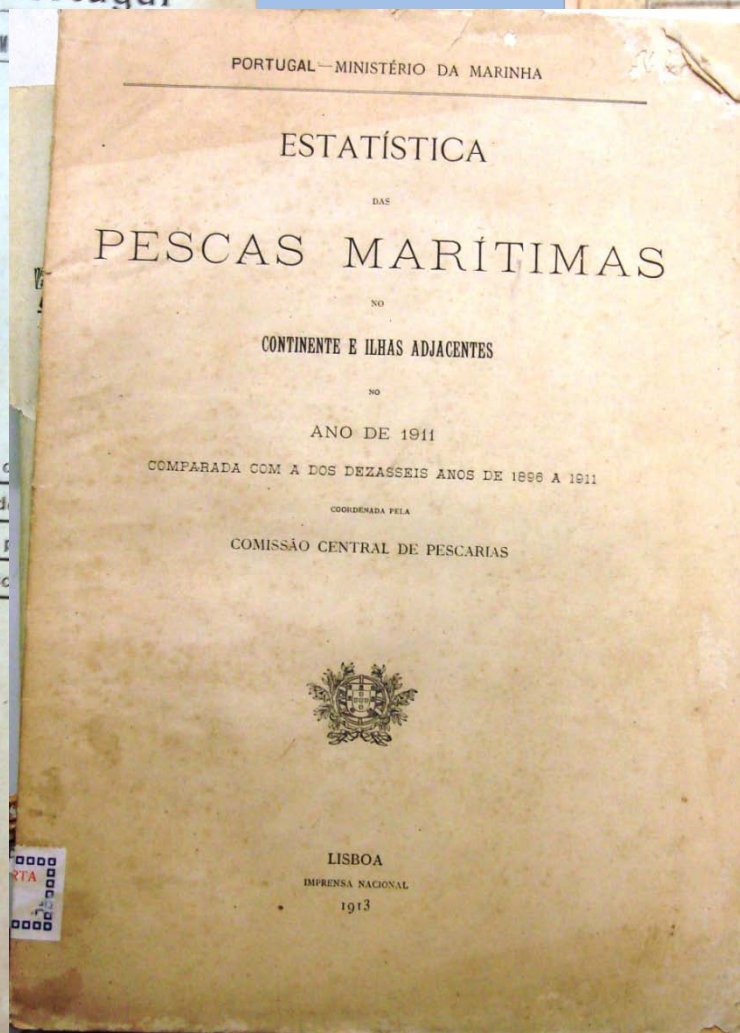 PORTUGAL—MINISTÉRIO DA MARINHA
ESTATÍSTICA
DAS
PESCAS MARÍTIMAS
NO
CONTINENTE E ILHAS ADJACENTES
NO
ANO DE 1911
COMPARADA COM A DOS DEZASSEIS ANOS DE 1896 A 1911
COORDENADA PELA
COMISSÃO CENTRAL DE PESCARIAS
LISBOA
IMPRENSA NACIONAL
1913
RTA